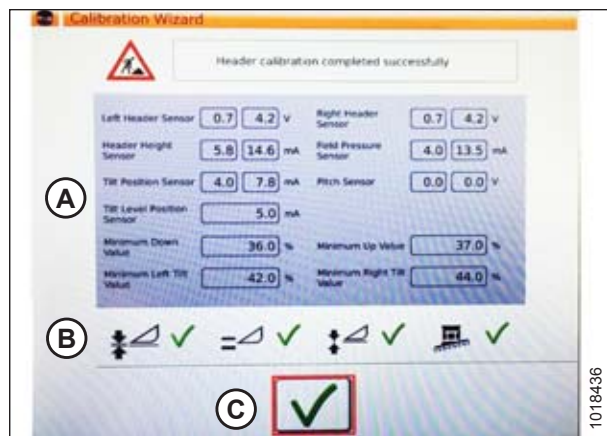 Calibration Wizard
Header calibration completed successfully
Left Header Sensor 0.7 4.2 V Right Header Sensor 0.7 4.2 V
Header Height Sensor 5.8 14.6 mA Field Pressure Sensor 4.0 13.5 mA
Tilt Position Sensor 4.0 7.8 mA Pitch Sensor 0.0 0.0 V
Tilt Level Position Sensor 5.0 mA
Minimum Down Value 36.0 % Minimum Up Value 37.0 %
Minimum Left Tilt Value 42.0 % Minimum Right Tilt Value 44.0 %
A
B
C
1018436